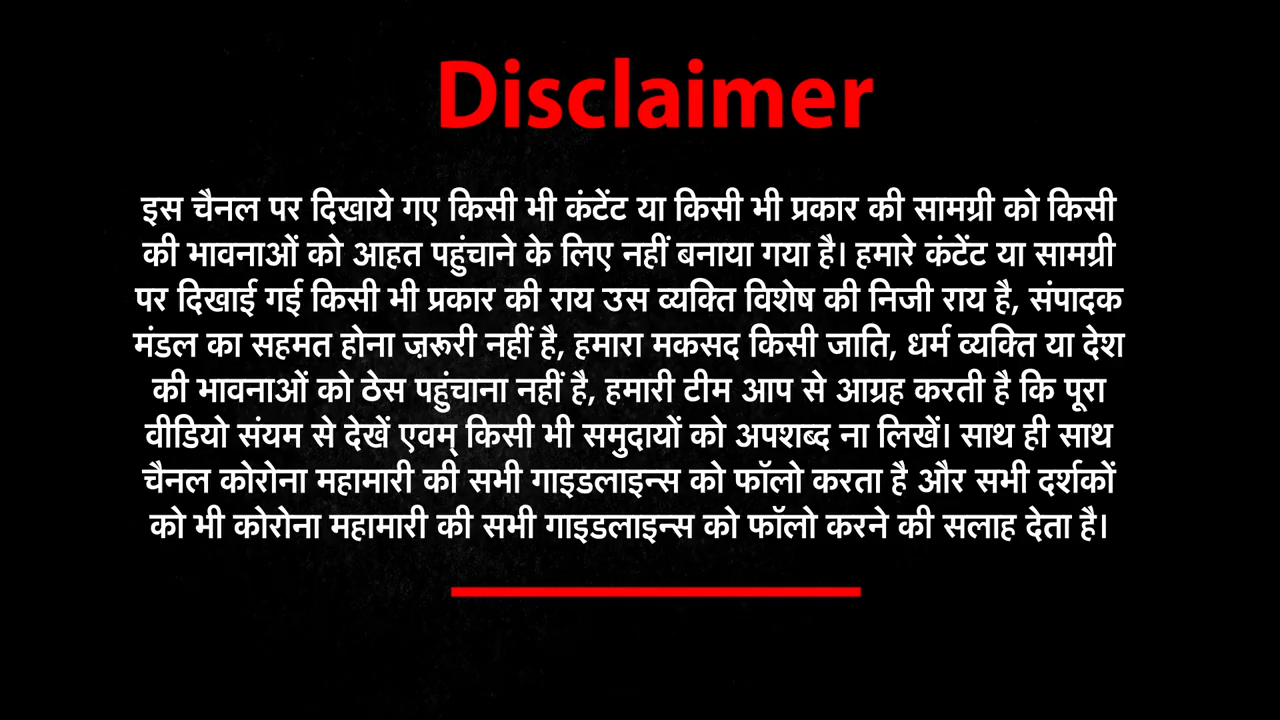 Disclaimer
इस चैनल पर दिखाये गए किसी भी कंटेंट या किसी भी प्रकार की सामग्री को किसी
की भावनाओं को आहत पहुंचाने के लिए नहीं बनाया गया है। हमारे कंटेंट या सामग्री
पर दिखाई गई किसी भी प्रकार की राय उस व्यक्ति विशेष की निजी राय है, संपादक
मंडल का सहमत होना ज़रूरी नहीं है, हमारा मकसद किसी जाति, धर्म व्यक्ति या देश
की भावनाओं को ठेस पहुंचाना नहीं है, हमारी टीम आप से आग्रह करती है कि पूरा
वीडियो संयम से देखें एवम् किसी भी समुदायों को अपशब्द ना लिखें। साथ ही साथ
चैनल कोरोना महामारी की सभी गाइडलाइन्स को फॉलो करता है और सभी दर्शकों
को भी कोरोना महामारी की सभी गाइडलाइन्स को फॉलो करने की सलाह देता है।